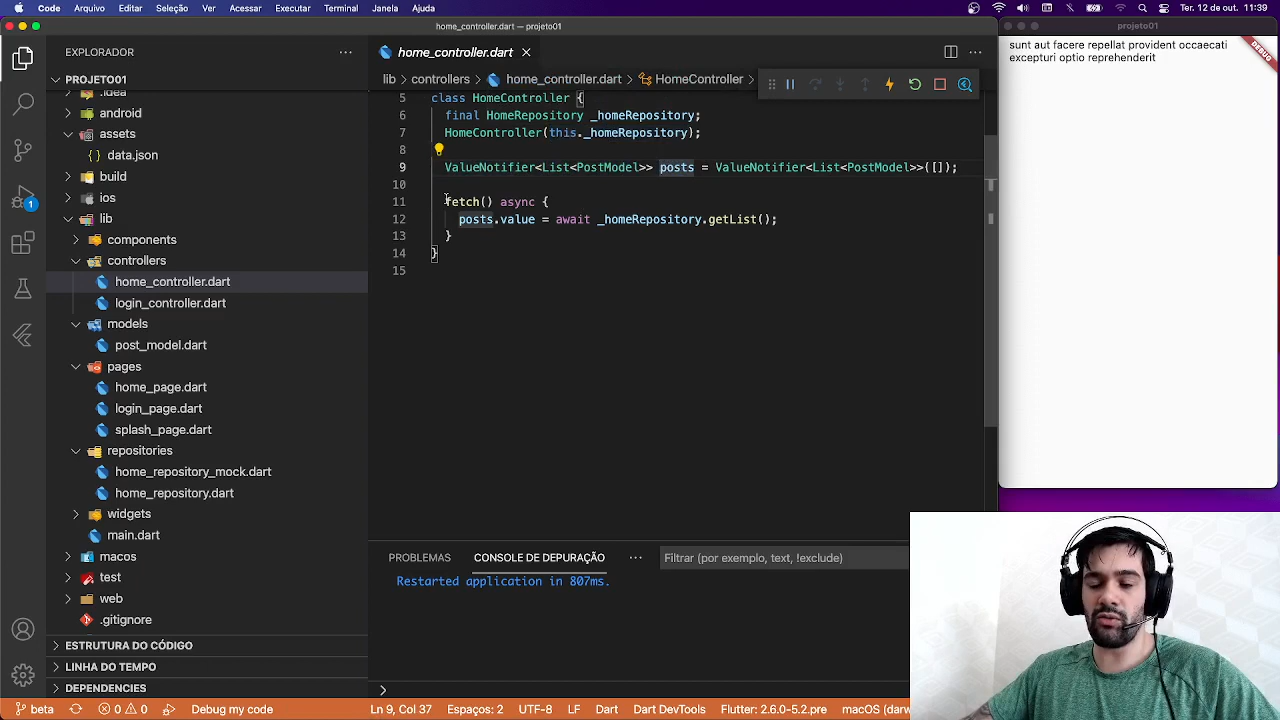 Code
Arquivo
Editar
Seleção
Ver
Acessar
Executar
Terminal
Janela
Ajuda
Ter. 12 de out. 11:39
home_controller.dart — projeto01
projeto01
EXPLORADOR
PROJETO01
.idea
android
assets
data.json
build
ios
lib
components
controllers
home_controller.dart
login_controller.dart
models
post_model.dart
pages
home_page.dart
login_page.dart
splash_page.dart
repositories
home_repository_mock.dart
home_repository.dart
widgets
main.dart
macos
test
web
.gitignore
ESTRUTURA DO CÓDIGO
LINHA DO TEMPO
DEPENDENCIES
1
home_controller.dart
lib > controllers > home_controller.dart > HomeController
5 class HomeController {
6 final HomeRepository _homeRepository;
7 HomeController(this._homeRepository);
8
9 ValueNotifier<List<PostModel>> posts = ValueNotifier<List<PostModel>>([]);
10
11 fetch() async {
12 posts.value = await _homeRepository.getList();
13 }
14 }
15
PROBLEMAS
CONSOLE DE DEPURAÇÃO
Filtrar (por exemplo, text, !exclude)
Restarted application in 807ms.
sunt aut facere repellat provident occaecati
excepturi optio reprehenderit
DEBUG
beta
0
0
Debug my code
Ln 9, Col 37
Espaços: 2
UTF-8
LF
Dart
Dart DevTools
Flutter: 2.6.0-5.2.pre
macOS (darw